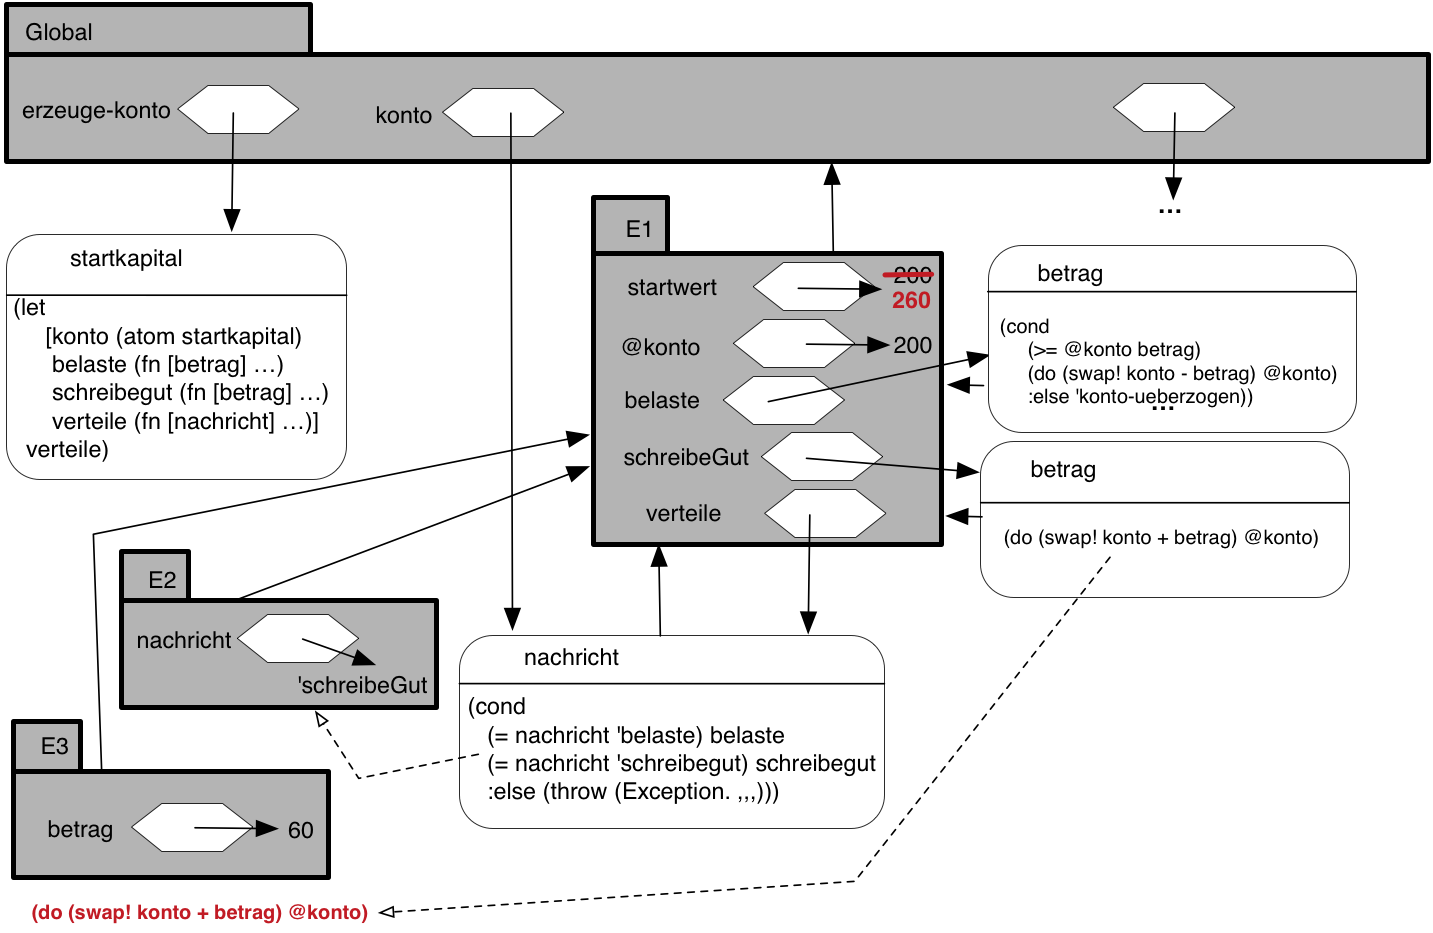 Global
erzeuge-konto
konto
...
E1
startwert
200
260
@konto
200
belaste
schreibeGut
verteile
startkapital
(let
[konto (atom startkapital)
belaste (fn [betrag] ...)
schreibegut (fn [betrag] ...)
verteile (fn [nachricht] ...)]
verteile)
betrag
(cond
(>= @konto betrag)
(do (swap! konto - betrag) @konto)
:else 'konto-ueberzogen))
...
betrag
(do (swap! konto + betrag) @konto)
E2
nachricht
'schreibeGut
nachricht
(cond
(= nachricht 'belaste) belaste
(= nachricht 'schreibegut) schreibegut
:else (throw (Exception. ,,,)))
E3
betrag
60
(do (swap! konto + betrag) @konto)